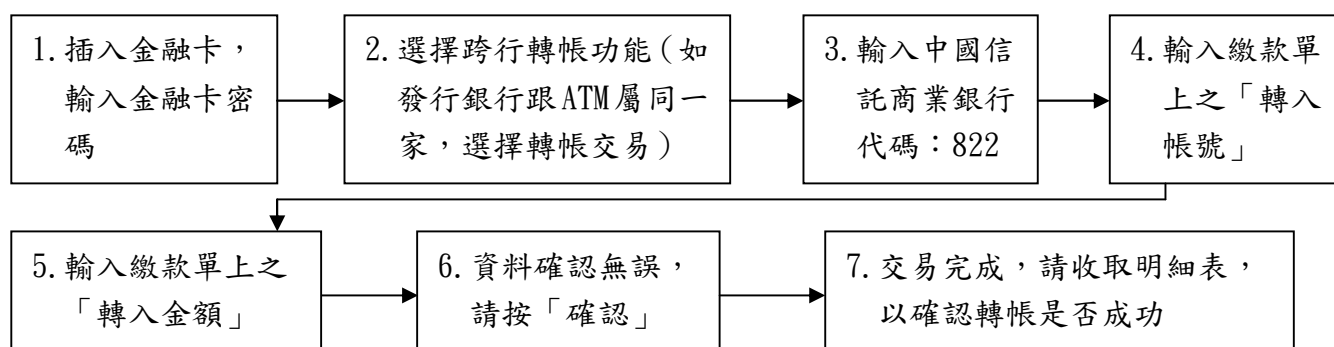 1.插入金融卡，
輸入金融卡密
碼
2.選擇跨行轉帳功能(如
發行銀行跟ATM屬同一
家，選擇轉帳交易)
3.輸入中國信
託商業銀行
代碼：822
4.輸入繳款單
上之「轉入
帳號」
5.輸入繳款單上之
「轉入金額」
6.資料確認無誤，
請按「確認」
7.交易完成，請收取明細表，
以確認轉帳是否成功